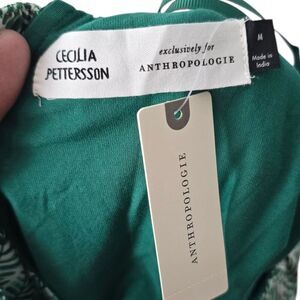 CECILIA
PETTERSSON
exclusively for
ANTHROPOLOGIE
M
Made in
India
ANTHROPOLOGIE